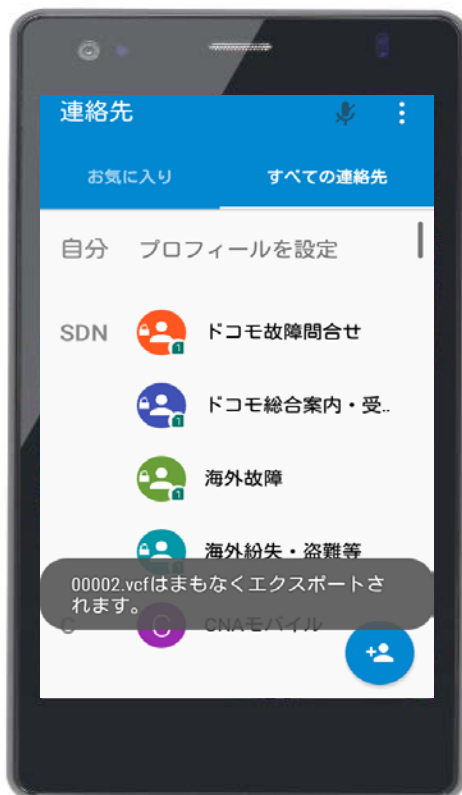 連絡先
お気に入り すべての連絡先
自分 プロフィールを設定
SDN ドコモ故障問合せ
ドコモ総合案内・受..
海外故障
海外紛失・盗難等
00002.vcfはまもなくエクスポートさ
れます。
C C CNAモバイル